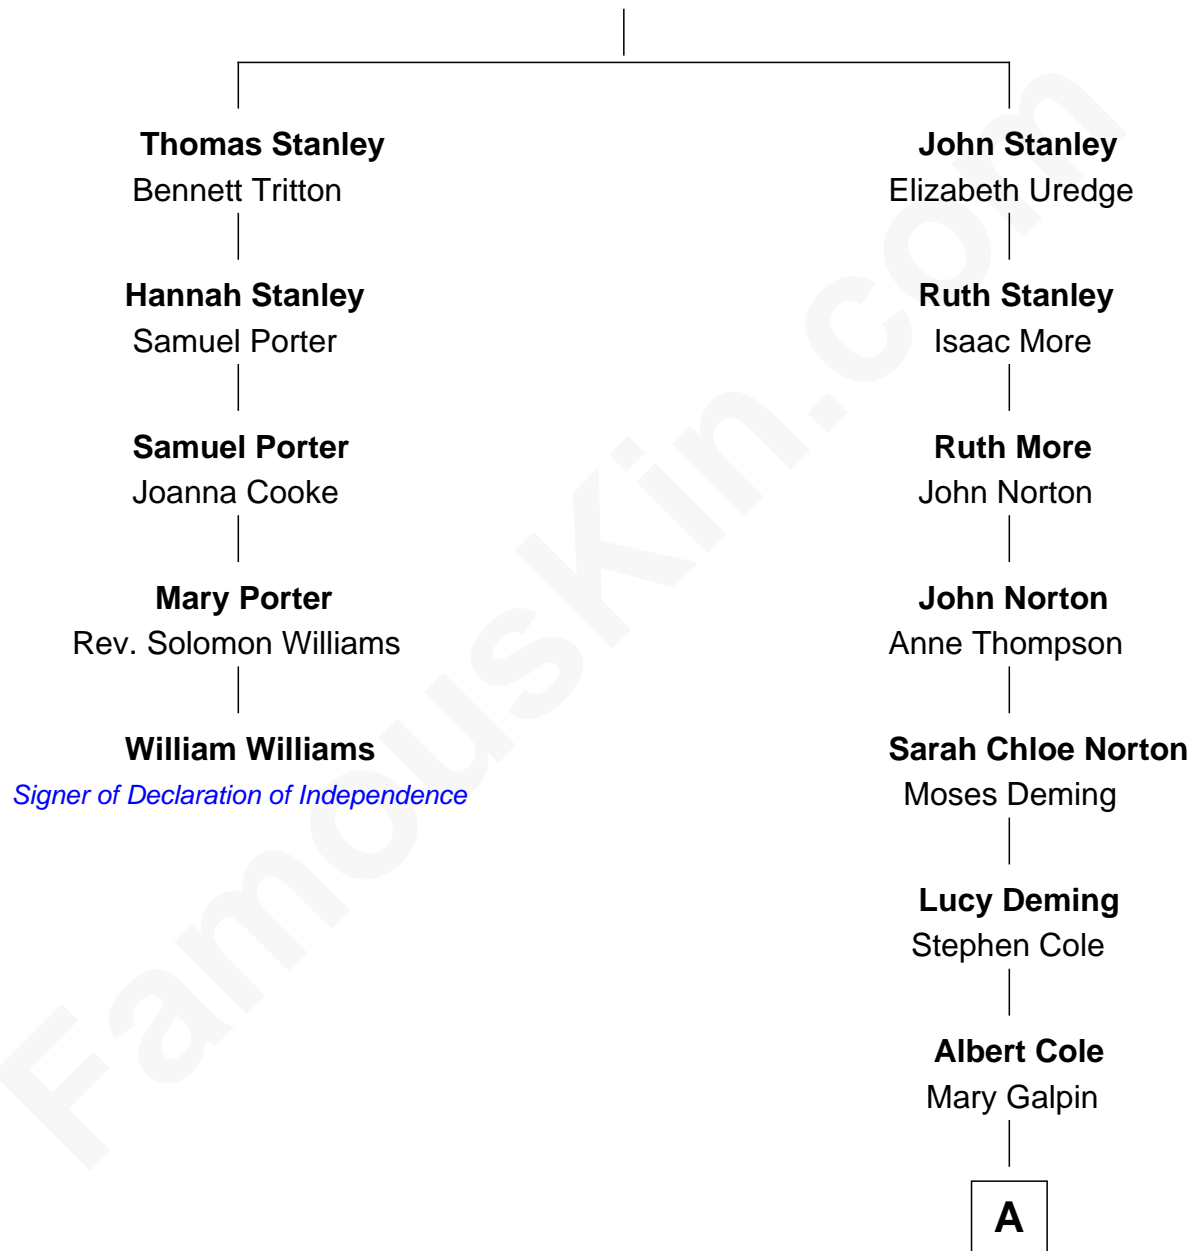 Thomas Stanley
Bennett Tritton
Hannah Stanley
Samuel Porter
Samuel Porter
Joanna Cooke
Mary Porter
Rev. Solomon Williams
William Williams
Signer of Declaration of Independence
John Stanley
Elizabeth Uredge
Ruth Stanley
Isaac More
Ruth More
John Norton
John Norton
Anne Thompson
Sarah Chloe Norton
Moses Deming
Lucy Deming
Stephen Cole
Albert Cole
Mary Galpin
A
FamousKin.com